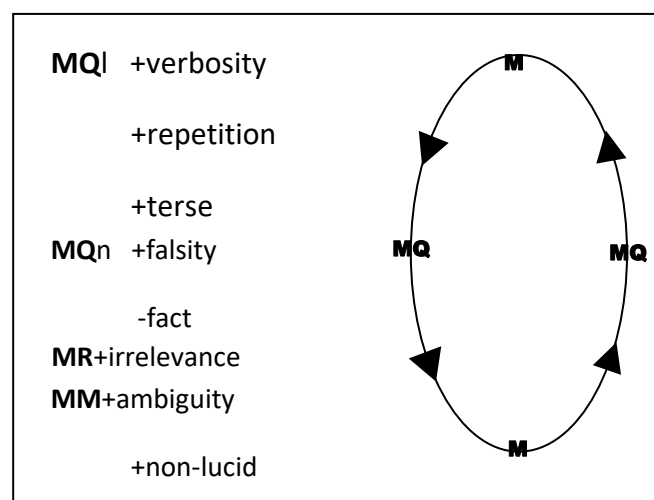 MQl +verbosity
+repetition
+terse
MQn +falsity
-fact
MR+irrelevance
MM+ambiguity
+non-lucid
M
MQ
MQ
M